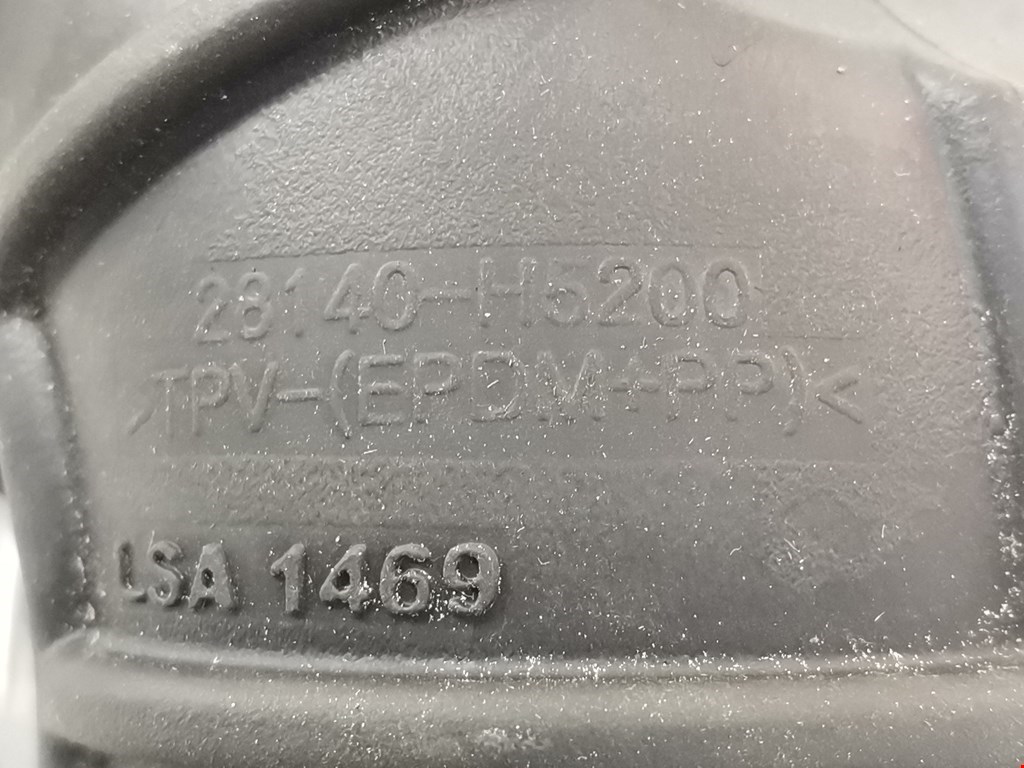 28140-H5200
>TPV-(EPDM+PP)<
LSA 1469